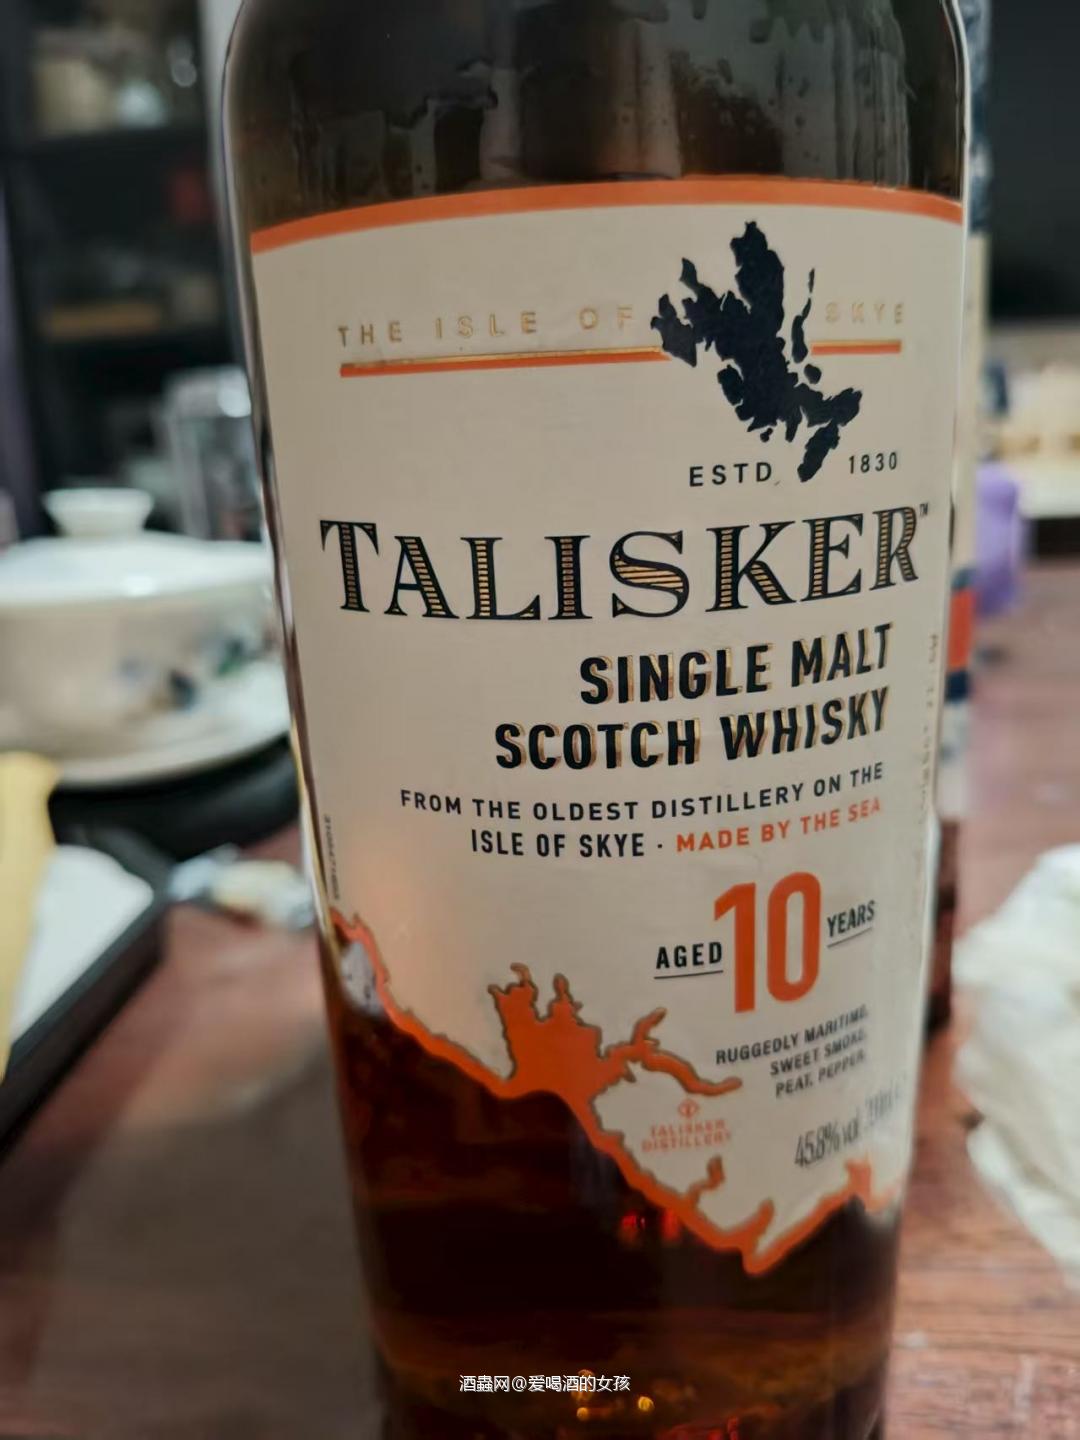 THE ISLE OF SKYE
ESTD 1830
TALISKER™
SINGLE MALT
SCOTCH WHISKY
FROM THE OLDEST DISTILLERY ON THE
ISLE OF SKYE · MADE BY THE SEA
AGED 10 YEARS
RUGGEDLY MARITIME,
SWEET SMOKE,
PEAT, PEPPER.
TALISKER
DISTILLERY
45.8% vol
酒蟲网@爱喝酒的女孩